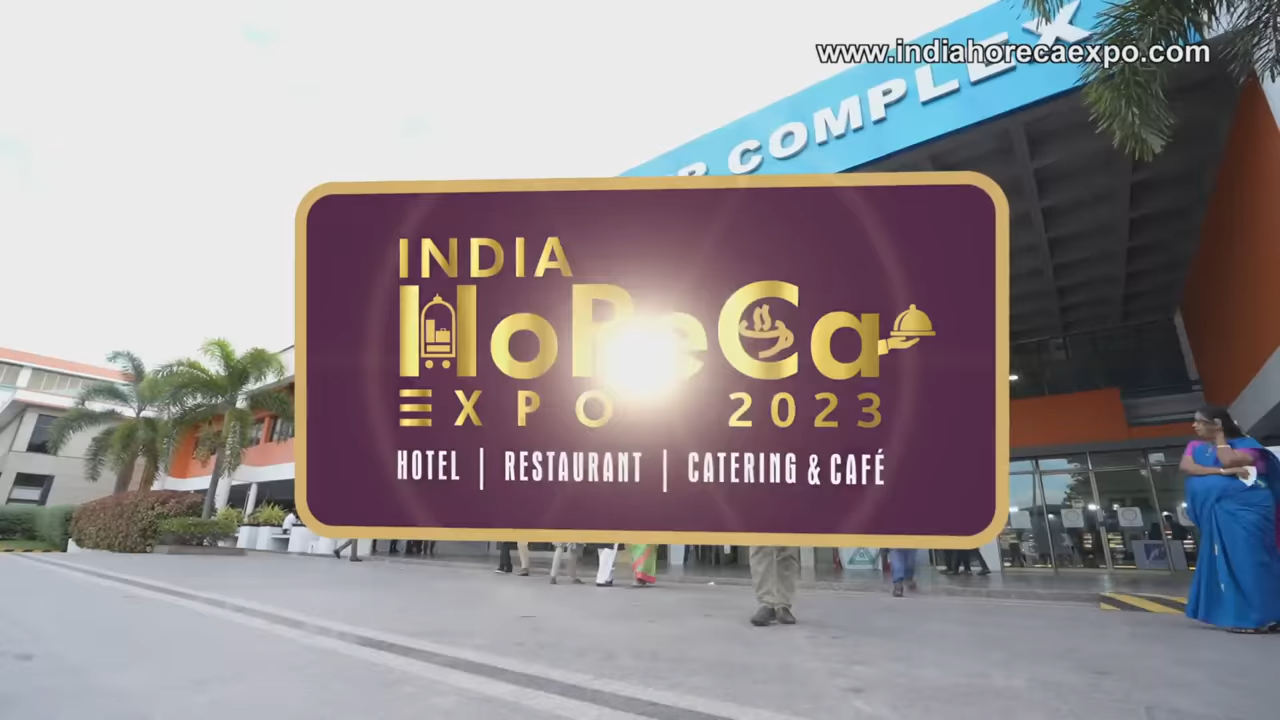 www.indiahorecaexpo.com
COMPLEX
INDIA
HoReCa
EXPO 2023
HOTEL | RESTAURANT | CATERING & CAFÉ